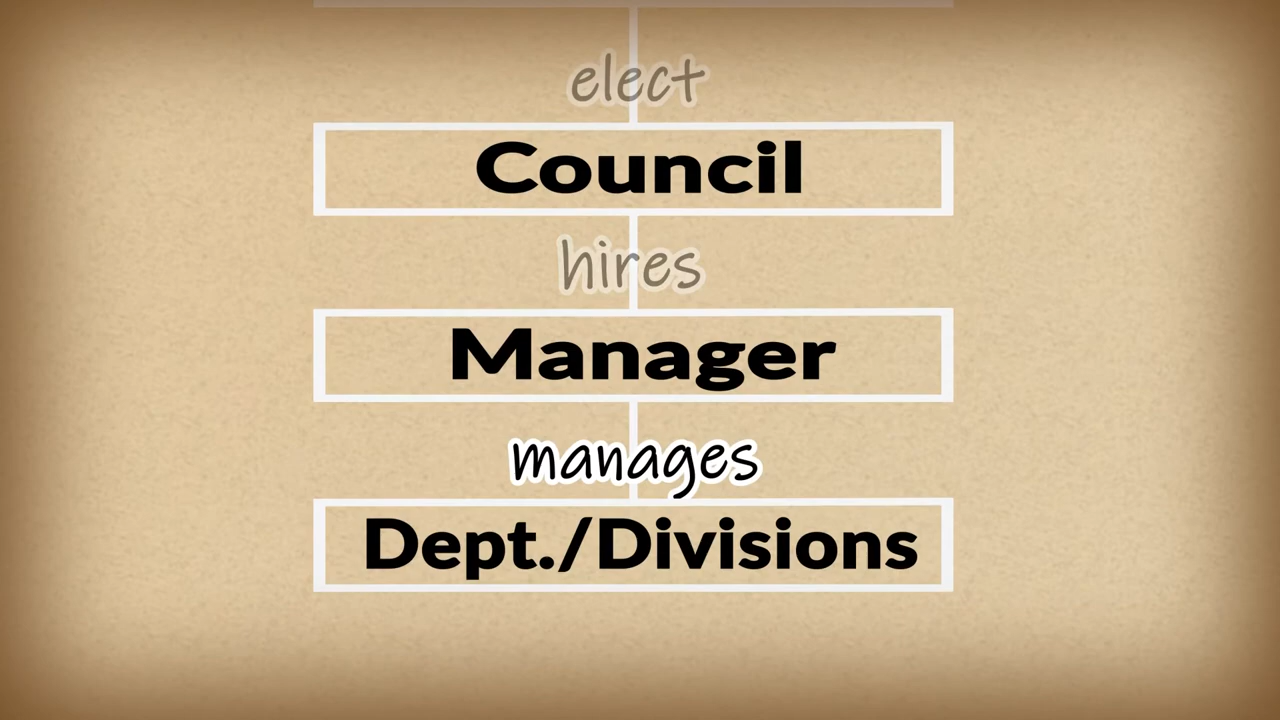 elect
Council
hires
Manager
manages
Dept./Divisions